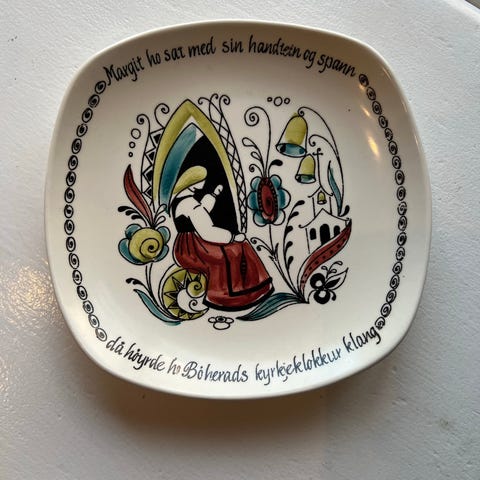 Margit ho sat med sin handtein og spann
då høyrde ho Bøherads kyrkjeklokkur klang